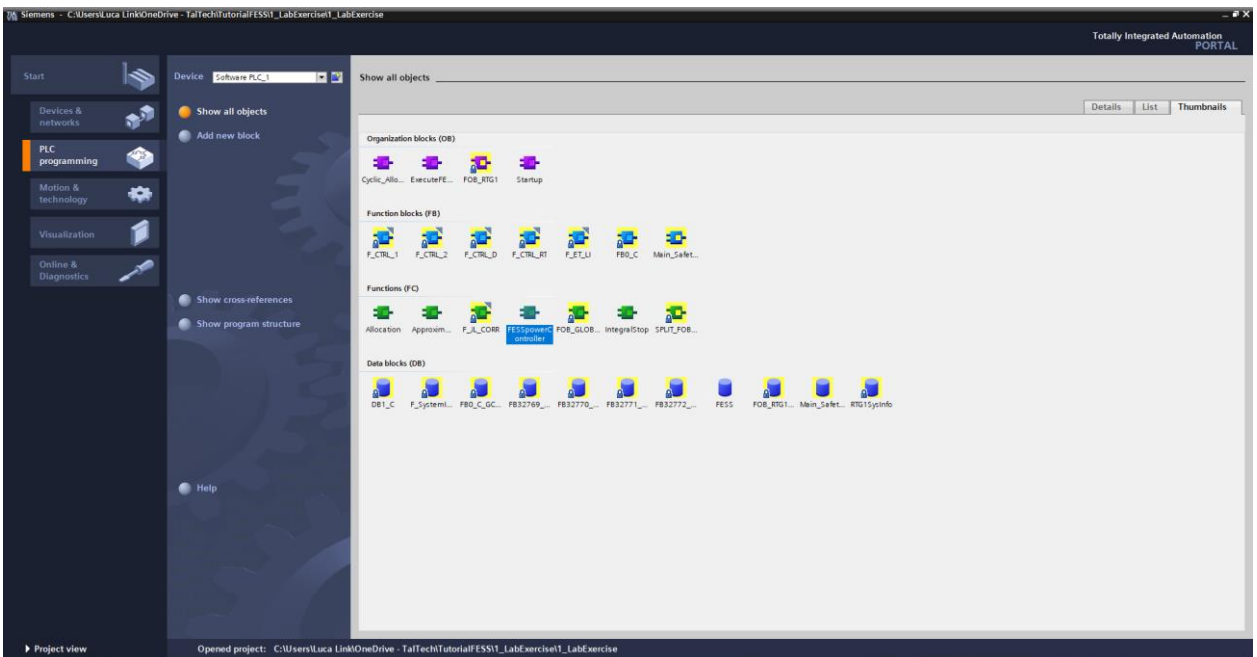 Siemens - C:\Users\Luca Link\OneDrive - TalTech\TutorialFESS\1_LabExercise\1_LabExercise
Totally Integrated Automation
PORTAL
Start
Devices &
networks
PLC
programming
Motion &
technology
Visualization
Online &
Diagnostics
Device Software PLC_1
Show all objects
Add new block
Show cross-references
Show program structure
Help
Show all objects
Details List Thumbnails
Organization blocks (OB)
Cyclic_Allo... ExecuteFE... FOB_RTG1 Startup
Function blocks (FB)
F_CTRL_1 F_CTRL_2 F_CTRL_D F_CTRL_RT F_ET_LI FB0_C Main_Safet...
Functions (FC)
Allocation Approxim... F_JL_CORR FESSpowerC FOB_GLOB... IntegralStop SPLIT_FOB...
ontroller
Data blocks (DB)
DB1_C F_SystemI... FB0_C_GC... FB32769_... FB32770_... FB32771_... FB32772_... FESS FOB_RTG1... Main_Safet... RTG1SysInfo
Project view
Opened project: C:\Users\Luca Link\OneDrive - TalTech\TutorialFESS\1_LabExercise\1_LabExercise